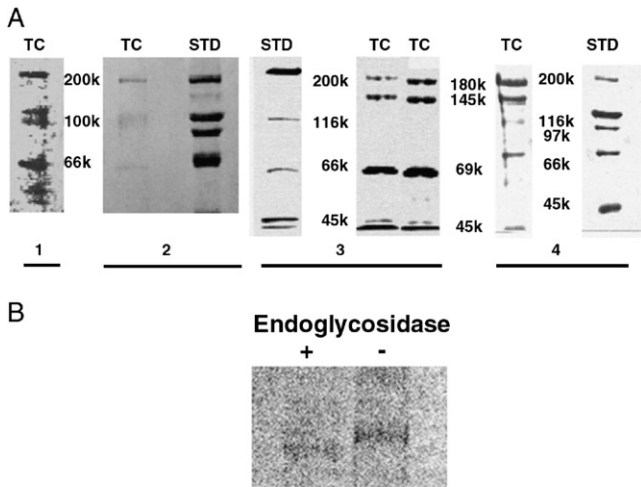 A
TC TC STD STD TC TC TC STD
200k 200k 180k 200k
145k
100k 116k 116k
97k
66k 66k 69k 66k
45k 45k 45k
1 2 3 4
B
Endoglycosidase
+ -